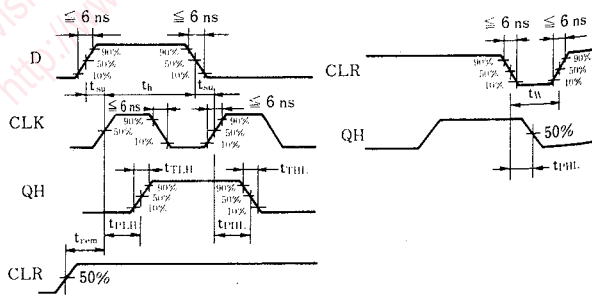 ≦ 6 ns ≦ 6 ns
D
90% 90%
50% 50%
10% 10%
tsu th tsu
≦ 6 ns ≦ 6 ns
CLK
90% 90%
50% 50%
10% 10%
tTLH tTHL
QH
90% 90%
50% 50%
10% 10%
tPLH tPHL
trem
CLR
50%
≦ 6 ns ≦ 6 ns
CLR
90% 90%
50% 50%
10% 10%
tW
QH
50%
tPHL
http://www